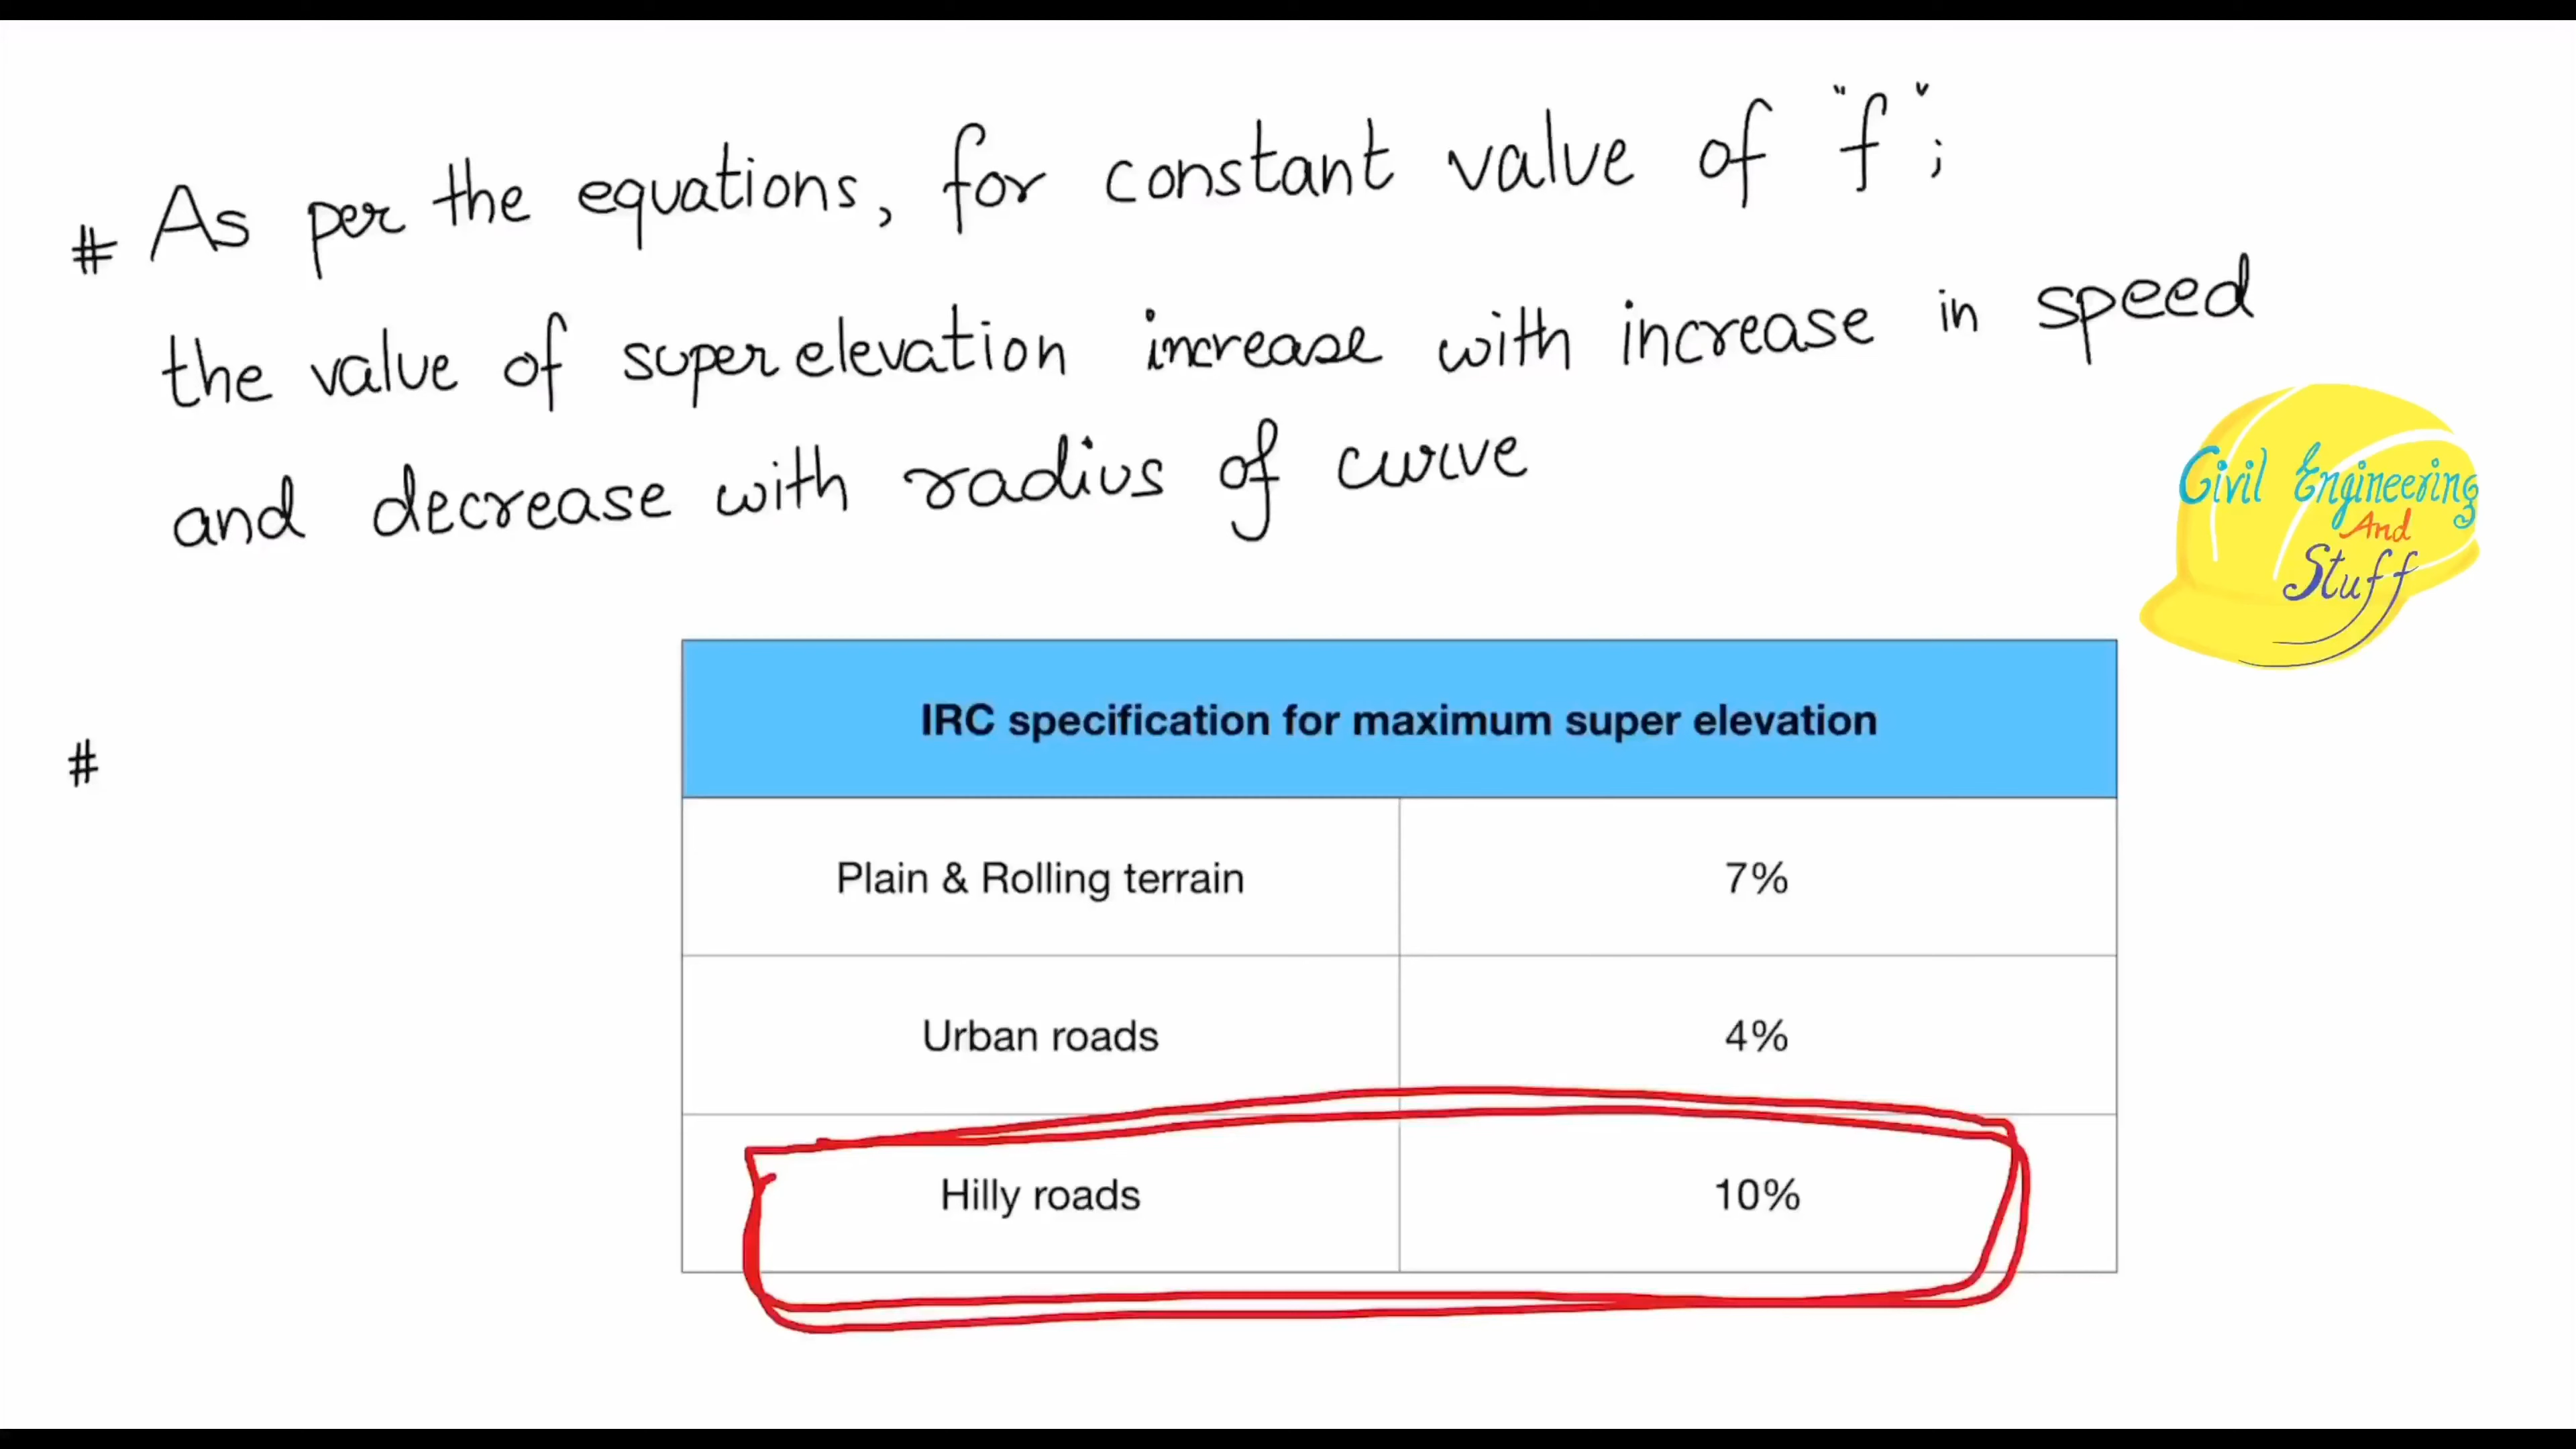 # As per the equations, for constant value of "f";
the value of super elevation increase with increase in speed
and decrease with radius of curve
Civil Engineering
And
Stuff
#
IRC specification for maximum super elevation
Plain & Rolling terrain 7%
Urban roads 4%
Hilly roads 10%